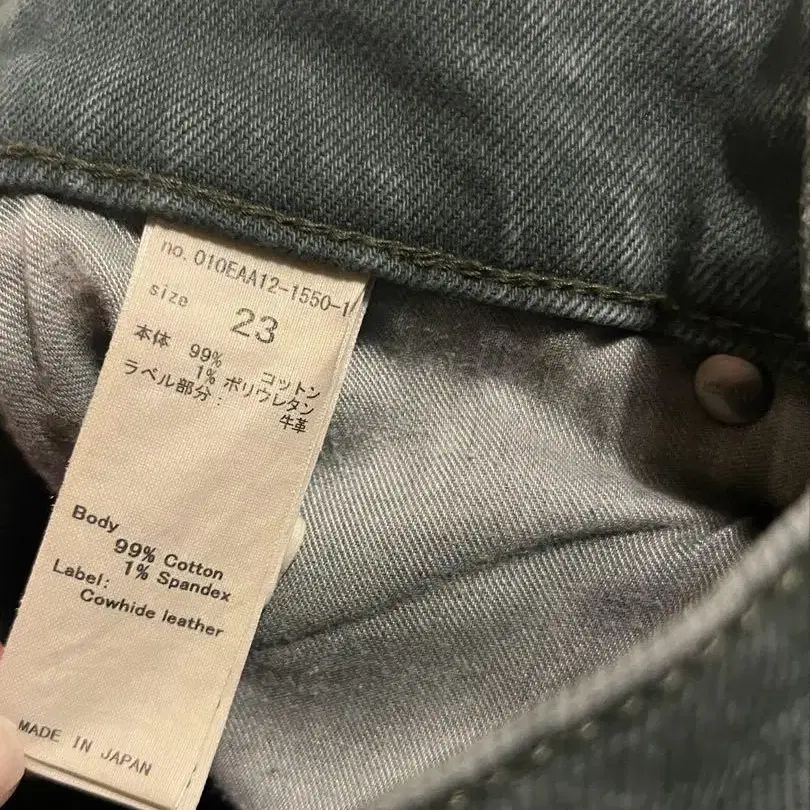 no. 010EAA12-1550-1
size 23
本体 99% コットン
1% ポリウレタン
ラベル部分: 牛革
Body
99% Cotton
1% Spandex
Label:
Cowhide leather
MADE IN JAPAN